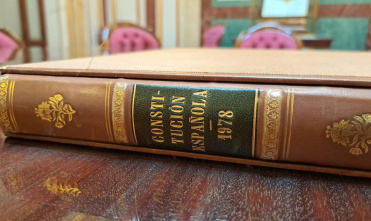 CONSTI-
TUCIÓN
ESPAÑOLA
1978